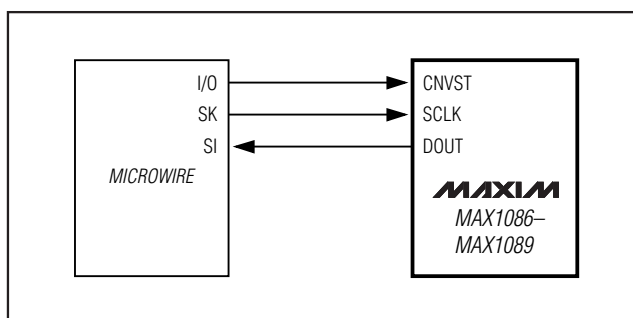 I/O CNVST
SK SCLK
SI DOUT
MICROWIRE
MAXIM
MAX1086–
MAX1089